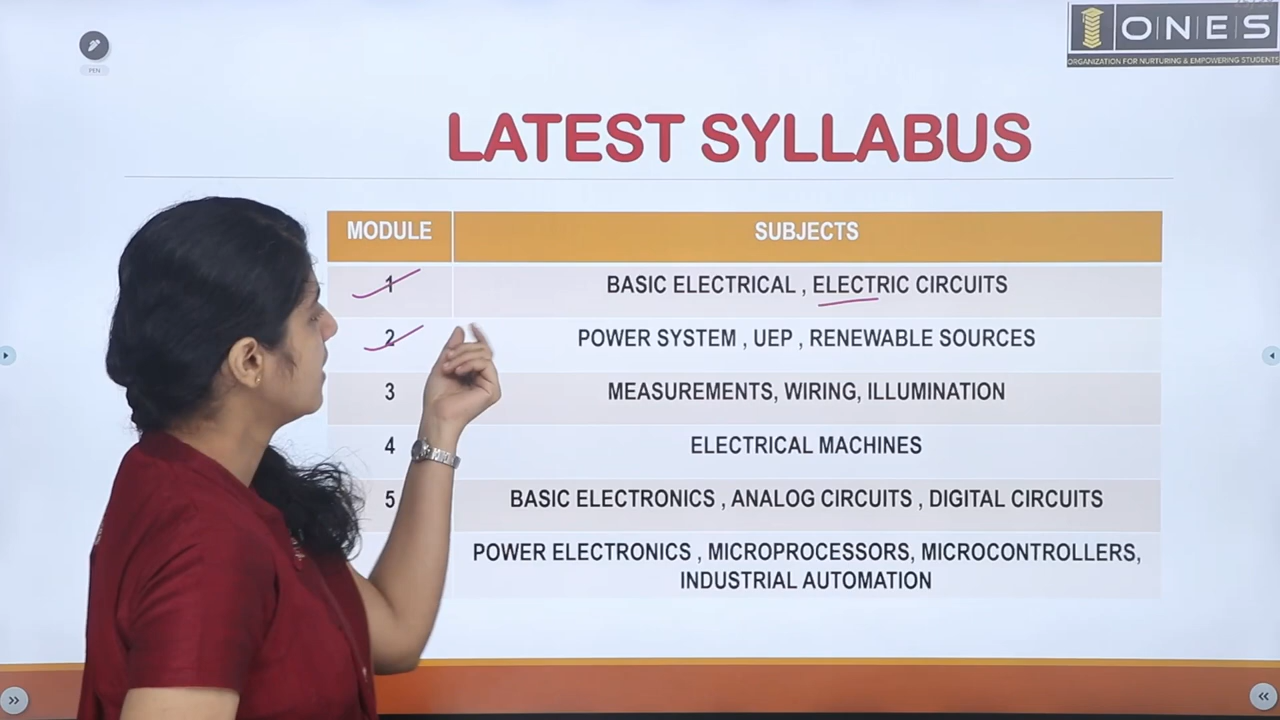 ONES
ORGANIZATION FOR NURTURING & EMPOWERING STUDENTS
PEN
LATEST SYLLABUS
MODULE SUBJECTS
1 BASIC ELECTRICAL , ELECTRIC CIRCUITS
2 POWER SYSTEM , UEP , RENEWABLE SOURCES
3 MEASUREMENTS, WIRING, ILLUMINATION
4 ELECTRICAL MACHINES
5 BASIC ELECTRONICS , ANALOG CIRCUITS , DIGITAL CIRCUITS
POWER ELECTRONICS , MICROPROCESSORS, MICROCONTROLLERS,
INDUSTRIAL AUTOMATION